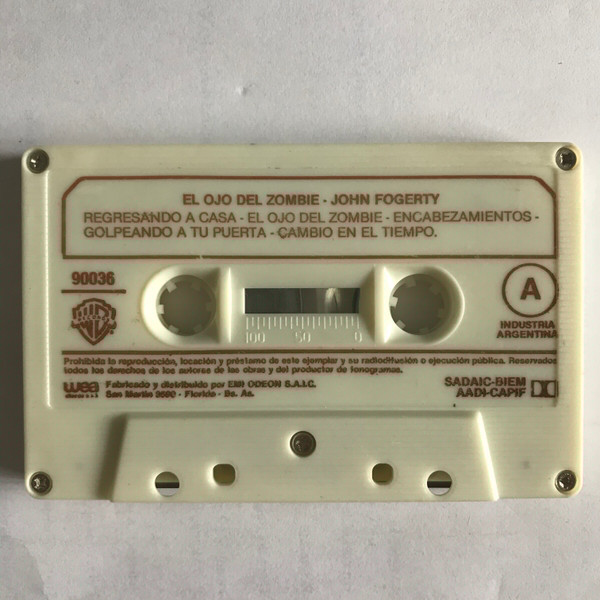 EL OJO DEL ZOMBIE - JOHN FOGERTY
REGRESANDO A CASA - EL OJO DEL ZOMBIE - ENCABEZAMIENTOS -
GOLPEANDO A TU PUERTA - CAMBIO EN EL TIEMPO.
90036
A
INDUSTRIA
ARGENTINA
100 50 0
Prohibida la reproducción, locación y préstamo de este ejemplar y su radiodifusión o ejecución pública. Reservados
todos los derechos de los autores de las obras y del productor de fonogramas.
wea
Fabricado y distribuido por EMI ODEON S.A.I.C.
San Martín - Florida - Bs. As.
SADAIC-BIEM
AADI-CAPIF